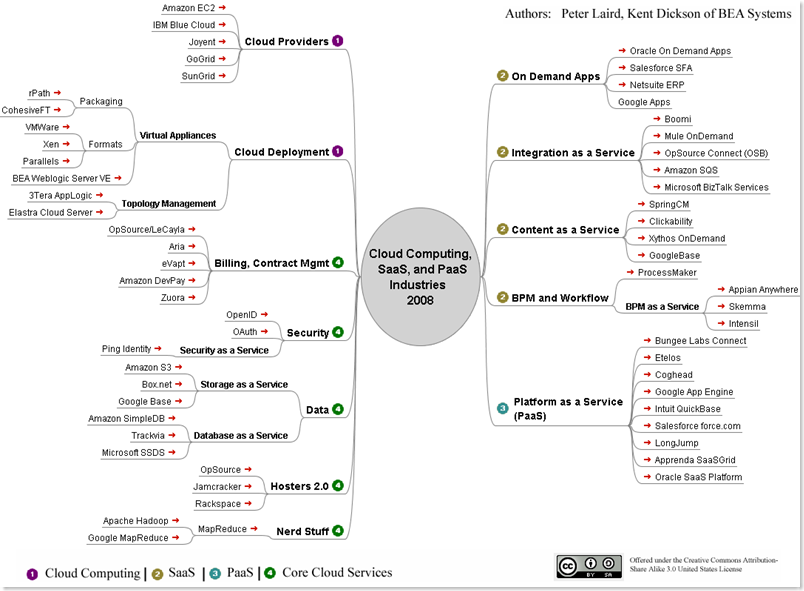 Authors: Peter Laird, Kent Dickson of BEA Systems
Cloud Computing,
SaaS, and PaaS
Industries
2008
Cloud Providers 1
Amazon EC2
IBM Blue Cloud
Joyent
GoGrid
SunGrid
Cloud Deployment 1
Virtual Appliances
Packaging
rPath
CohesiveFT
Formats
VMWare
Xen
Parallels
BEA Weblogic Server VE
Topology Management
3Tera AppLogic
Elastra Cloud Server
Billing, Contract Mgmt 4
OpSource/LeCayla
Aria
eVapt
Amazon DevPay
Zuora
Security 4
OpenID
OAuth
Security as a Service
Ping Identity
Data 4
Storage as a Service
Amazon S3
Box.net
Google Base
Database as a Service
Amazon SimpleDB
Trackvia
Microsoft SSDS
Hosters 2.0 4
OpSource
Jamcracker
Rackspace
Nerd Stuff 4
MapReduce
Apache Hadoop
Google MapReduce
2 On Demand Apps
Oracle On Demand Apps
Salesforce SFA
Netsuite ERP
Google Apps
2 Integration as a Service
Boomi
Mule OnDemand
OpSource Connect (OSB)
Amazon SQS
Microsoft BizTalk Services
2 Content as a Service
SpringCM
Clickability
Xythos OnDemand
GoogleBase
2 BPM and Workflow
ProcessMaker
BPM as a Service
Appian Anywhere
Skemma
Intensil
3 Platform as a Service
(PaaS)
Bungee Labs Connect
Etelos
Coghead
Google App Engine
Intuit QuickBase
Salesforce force.com
LongJump
Apprenda SaaSGrid
Oracle SaaS Platform
1 Cloud Computing | 2 SaaS | 3 PaaS | 4 Core Cloud Services
cc BY SA
Offered under the Creative Commons Attribution-
Share Alike 3.0 United States License